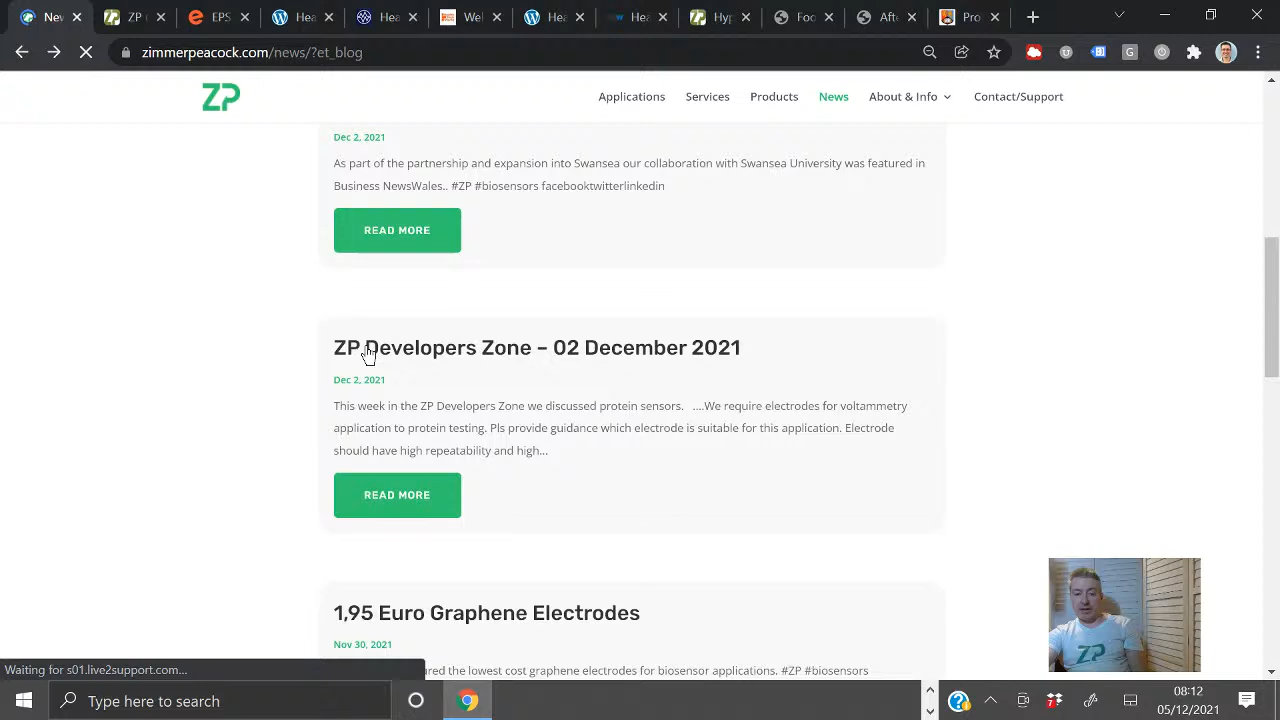 Ne
ZP
EPS
Hea
Hea
We
Hea
Hea
Hyp
Foo
Aft
Pro
zimmerpeacock.com/news/?et_blog
G
ZP
Applications
Services
Products
News
About & Info
Contact/Support
Dec 2, 2021
As part of the partnership and expansion into Swansea our collaboration with Swansea University was featured in
Business NewsWales.. #ZP #biosensors facebooktwitterlinkedin
READ MORE
ZP Developers Zone – 02 December 2021
Dec 2, 2021
This week in the ZP Developers Zone we discussed protein sensors. ....We require electrodes for voltammetry
application to protein testing. Pls provide guidance which electrode is suitable for this application. Electrode
should have high repeatability and high...
READ MORE
1,95 Euro Graphene Electrodes
Nov 30, 2021
ured the lowest cost graphene electrodes for biosensor applications. #ZP #biosensors
ZP
Waiting for s01.live2support.com...
Type here to search
08:12
05/12/2021